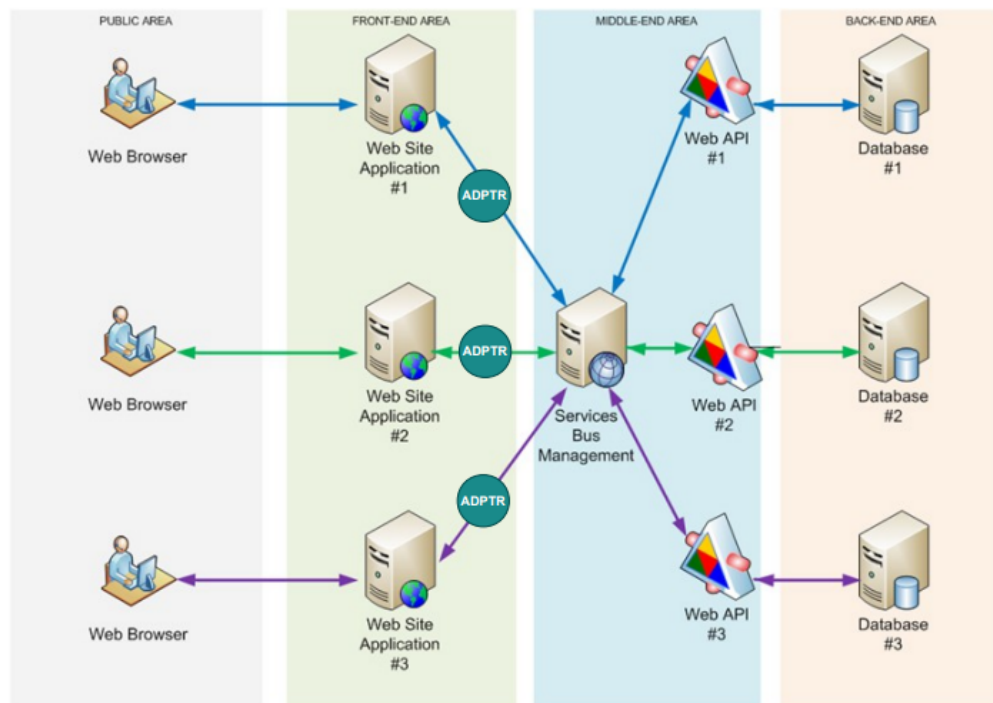 PUBLIC AREA
FRONT-END AREA
MIDDLE-END AREA
BACK-END AREA
Web Browser
Web Site
Application
#1
ADPTR
Web API
#1
Database
#1
Web Browser
Web Site
Application
#2
ADPTR
Services
Bus
Management
Web API
#2
Database
#2
Web Browser
Web Site
Application
#3
ADPTR
Web API
#3
Database
#3